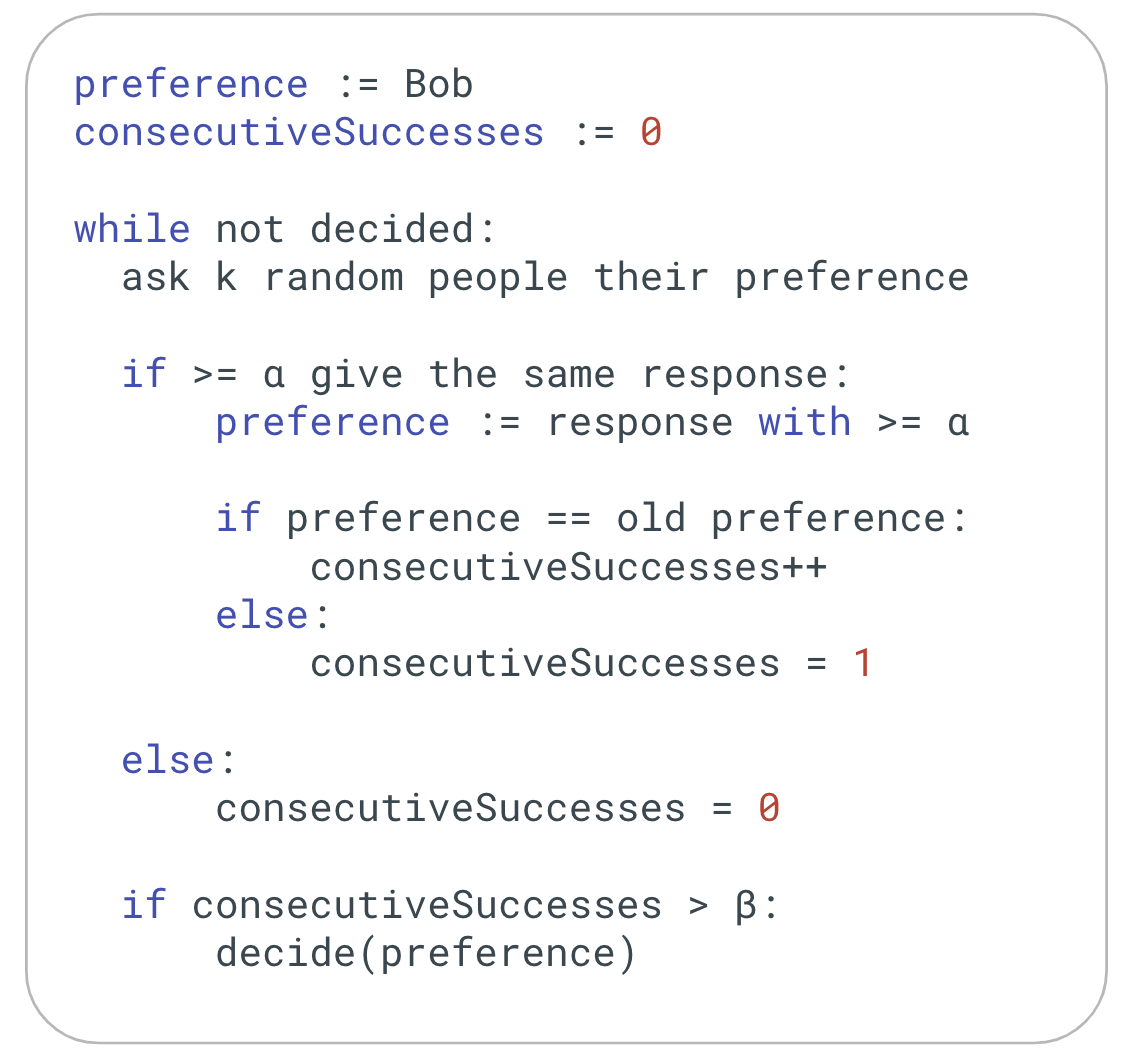 preference := Bob
consecutiveSuccesses := 0
while not decided:
ask k random people their preference
if >= α give the same response:
preference := response with >= α
if preference == old preference:
consecutiveSuccesses++
else:
consecutiveSuccesses = 1
else:
consecutiveSuccesses = 0
if consecutiveSuccesses > β:
decide(preference)